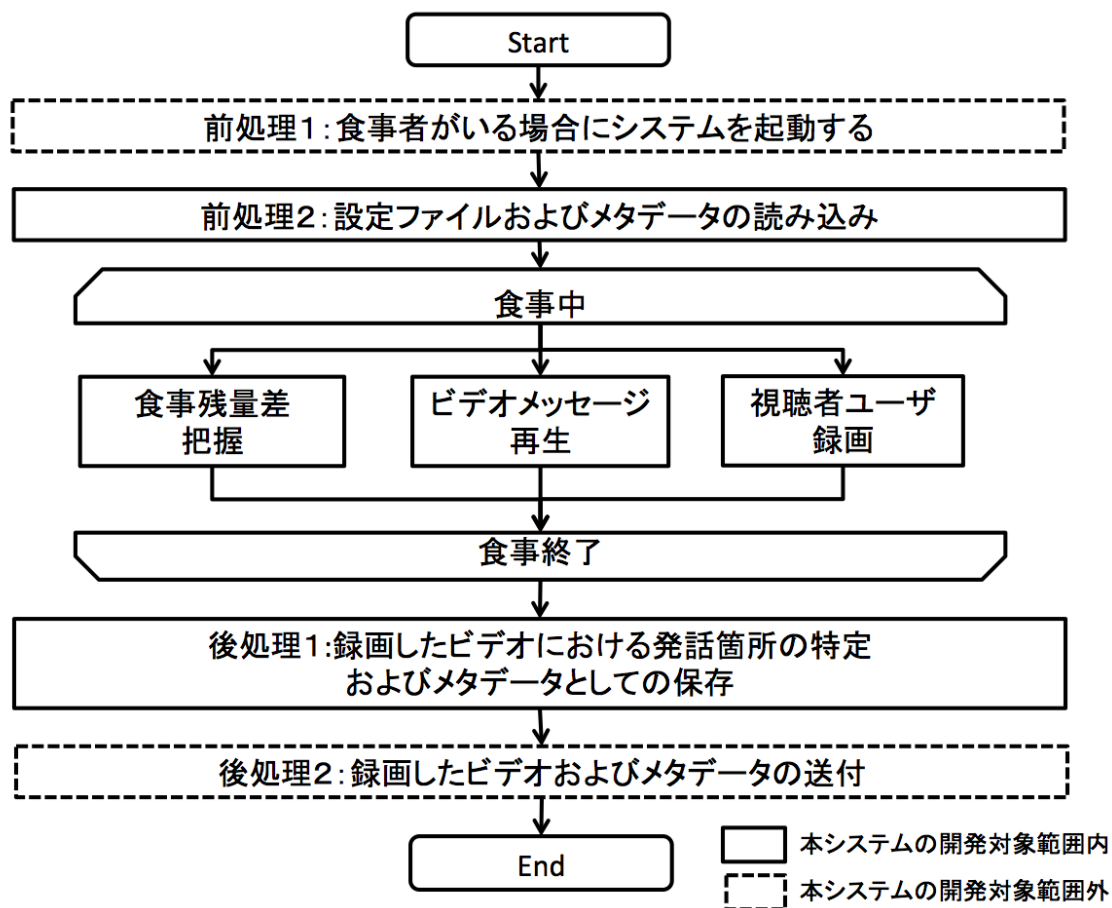 Start
前処理1:食事者がいる場合にシステムを起動する
前処理2:設定ファイルおよびメタデータの読み込み
食事中
食事残量差
把握
ビデオメッセージ
再生
視聴者ユーザ
録画
食事終了
後処理1:録画したビデオにおける発話箇所の特定
およびメタデータとしての保存
後処理2:録画したビデオおよびメタデータの送付
End
本システムの開発対象範囲内
本システムの開発対象範囲外